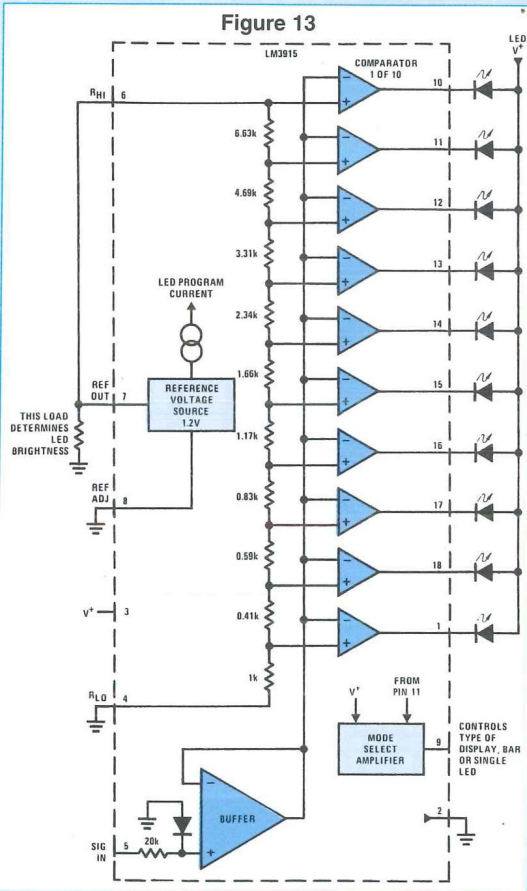 Figure 13
LM3915
LED
V+
COMPARATOR
1 OF 10
RHI
6
10
6.63k
11
4.69k
12
3.31k
13
LED PROGRAM
CURRENT
2.34k
14
1.66k
15
REF
OUT
7
REFERENCE
VOLTAGE
SOURCE
1.2V
THIS LOAD
DETERMINES
LED
BRIGHTNESS
1.17k
16
REF
ADJ
8
0.83k
17
0.59k
18
V+
3
0.41k
1
1k
RLO
4
V+
FROM
PIN 11
MODE
SELECT
AMPLIFIER
9
CONTROLS
TYPE OF
DISPLAY, BAR
OR SINGLE
LED
BUFFER
2
SIG
IN
5
20k